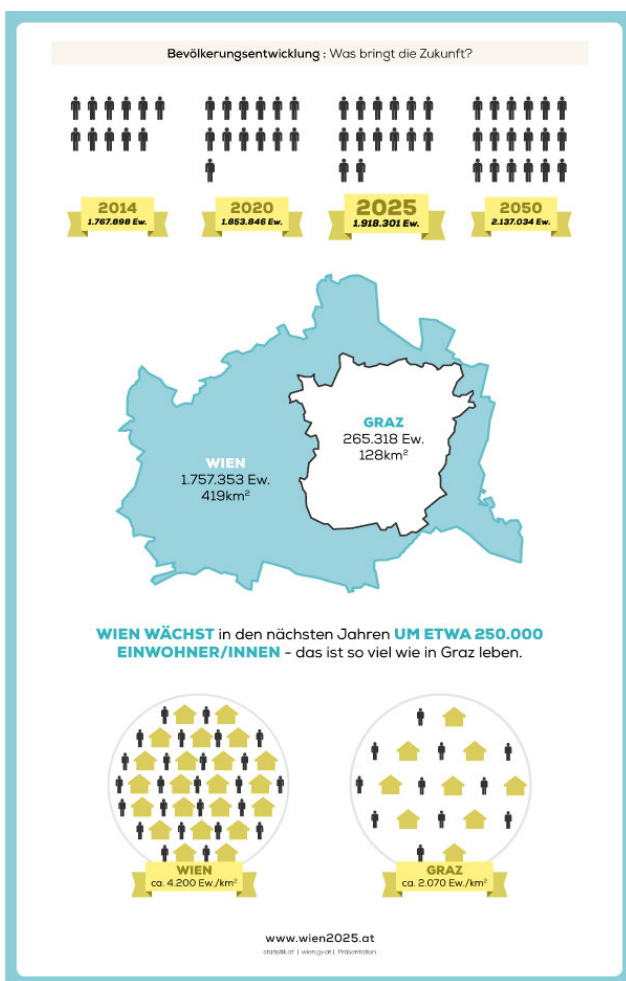 Bevölkerungsentwicklung : Was bringt die Zukunft?
2014
1.767.898 Ew.
2020
1.853.846 Ew.
2025
1.918.301 Ew.
2050
2.137.034 Ew.
GRAZ
265.318 Ew.
128km²
WIEN
1.757.353 Ew.
419km²
WIEN WÄCHST in den nächsten Jahren UM ETWA 250.000
EINWOHNER/INNEN - das ist so viel wie in Graz leben.
WIEN
ca. 4.200 Ew./km²
GRAZ
ca. 2.070 Ew./km²
www.wien2025.at
statistik.at | wien.gv.at | Präsentation